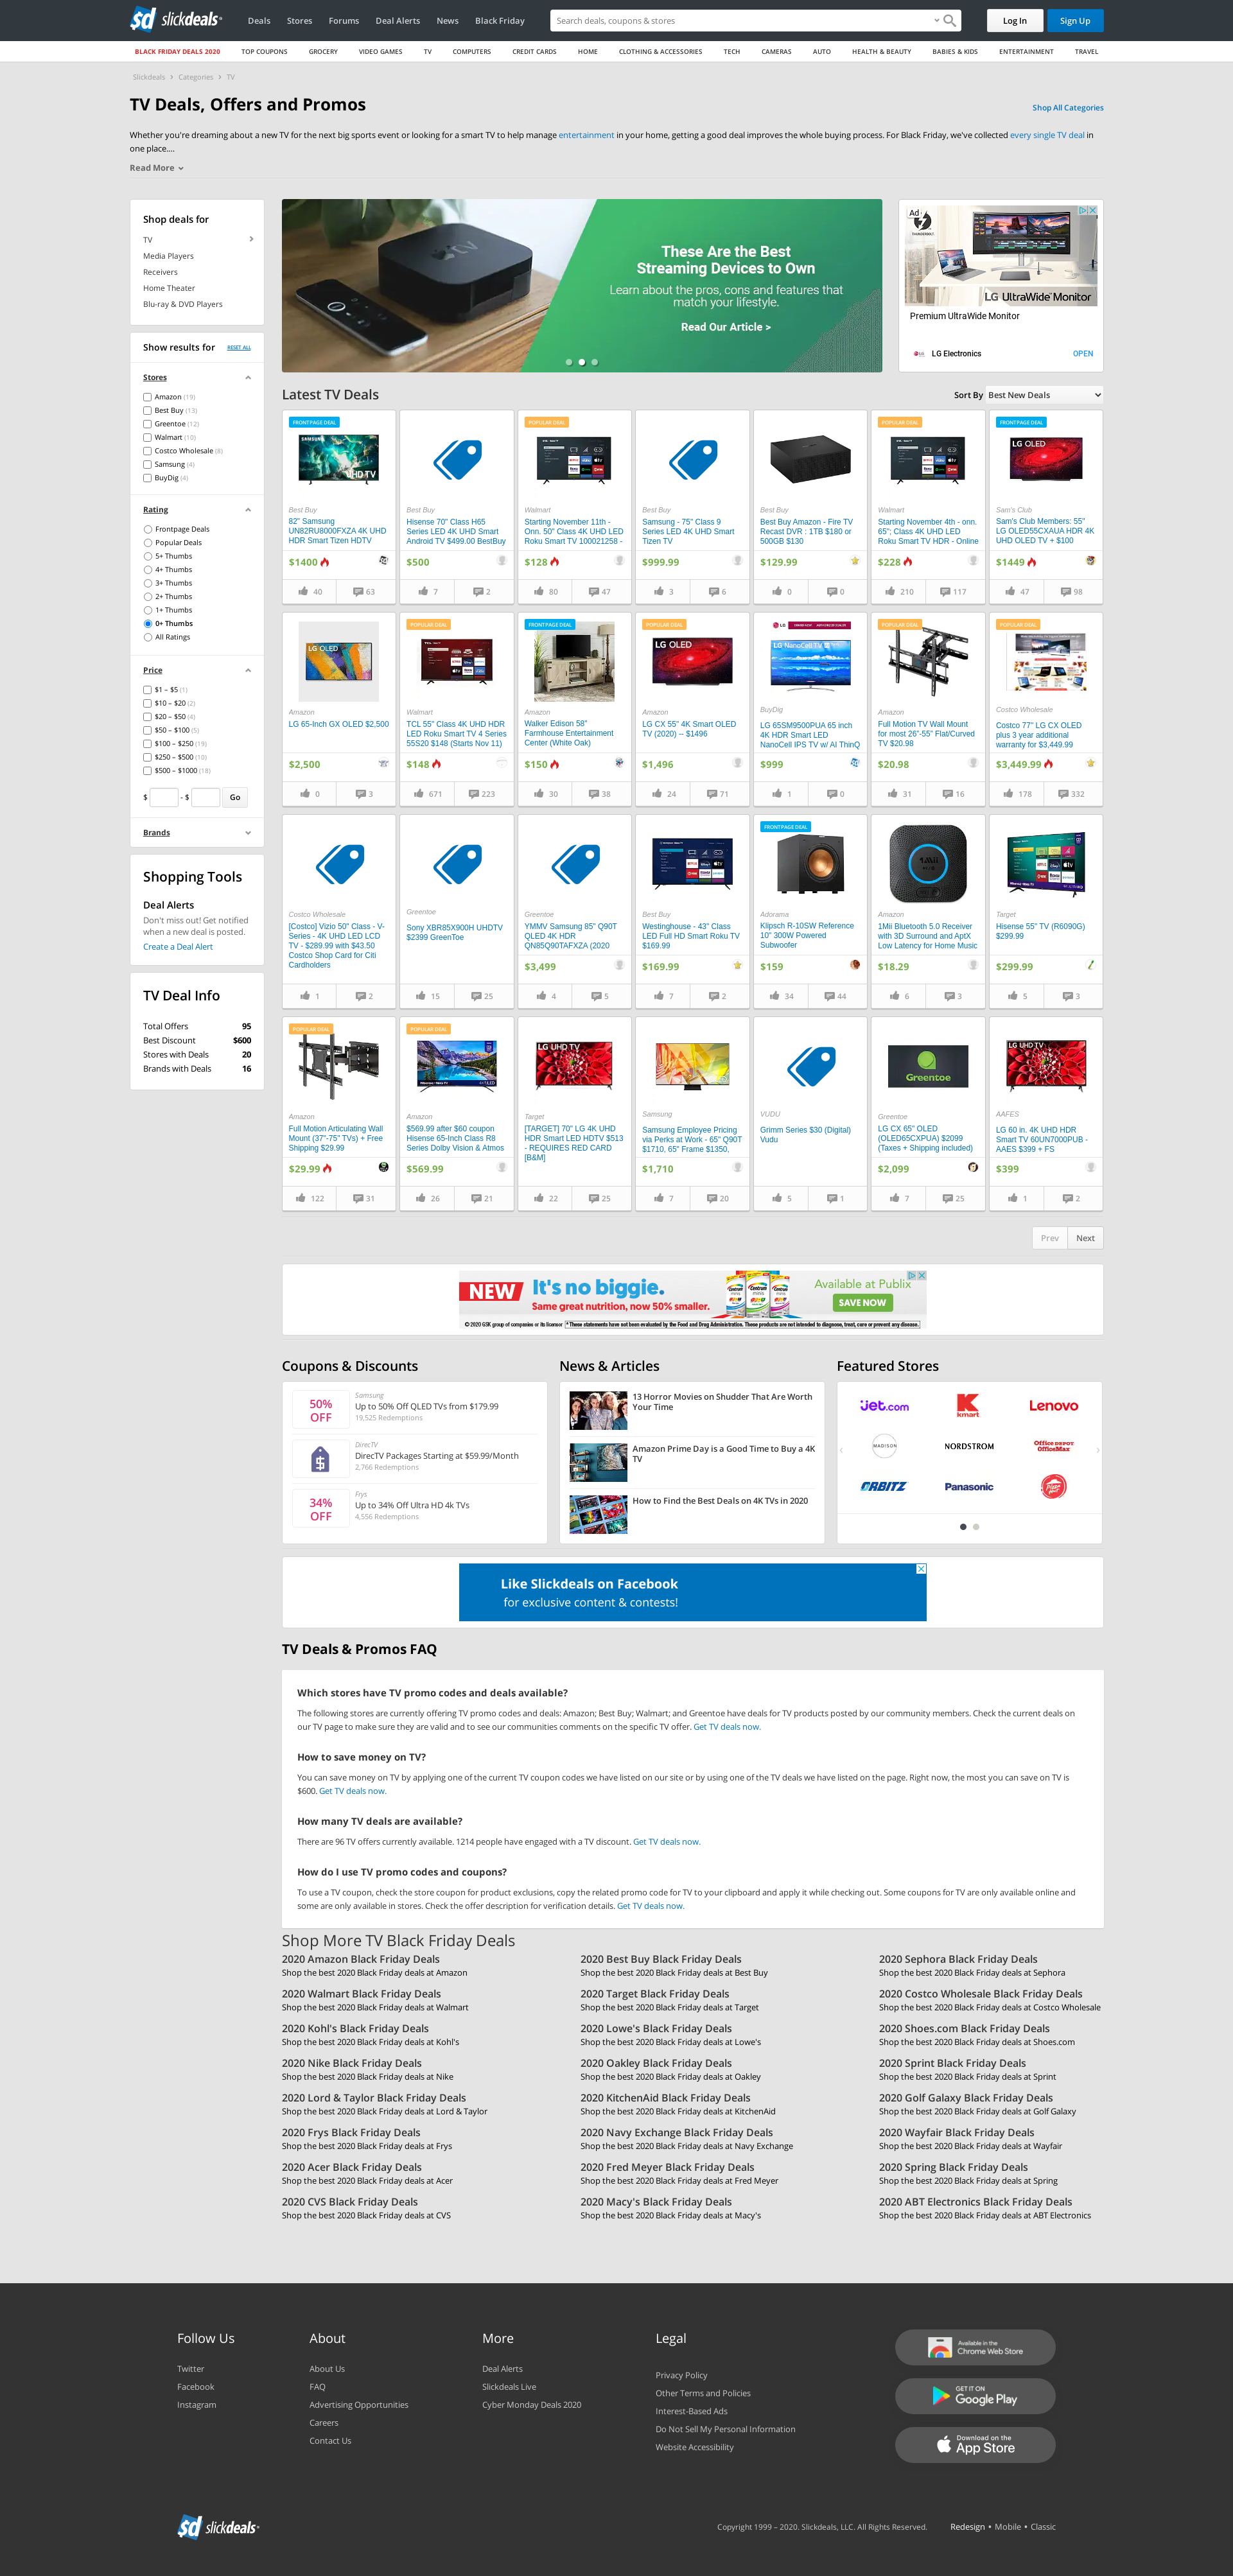 slickdeals
Deals
Stores
Forums
Deal Alerts
News
Black Friday
Search deals, coupons & stores
Log In
Sign Up
BLACK FRIDAY DEALS 2020
TOP COUPONS
GROCERY
VIDEO GAMES
TV
COMPUTERS
CREDIT CARDS
HOME
CLOTHING & ACCESSORIES
TECH
CAMERAS
AUTO
HEALTH & BEAUTY
BABIES & KIDS
ENTERTAINMENT
TRAVEL
Slickdeals > Categories > TV
TV Deals, Offers and Promos
Shop All Categories
Whether you're dreaming about a new TV for the next big sports event or looking for a smart TV to help manage entertainment in your home, getting a good deal improves the whole buying process. For Black Friday, we've collected every single TV deal in
one place....
Read More
Shop deals for
TV
Media Players
Receivers
Home Theater
Blu-ray & DVD Players
Show results for
RESET ALL
Stores
Amazon (19)
Best Buy (13)
Greentoe (12)
Walmart (10)
Costco Wholesale (8)
Samsung (4)
BuyDig (4)
Rating
Frontpage Deals
Popular Deals
5+ Thumbs
4+ Thumbs
3+ Thumbs
2+ Thumbs
1+ Thumbs
0+ Thumbs
All Ratings
Price
$1 – $5 (1)
$10 – $20 (2)
$20 – $50 (4)
$50 – $100 (5)
$100 – $250 (19)
$250 – $500 (10)
$500 – $1000 (18)
$ - $ Go
Brands
Shopping Tools
Deal Alerts
Don't miss out! Get notified
when a new deal is posted.
Create a Deal Alert
TV Deal Info
Total Offers 95
Best Discount $600
Stores with Deals 20
Brands with Deals 16
These Are the Best
Streaming Devices to Own
Learn about the pros, cons and features that
match your lifestyle.
Read Our Article >
Ad
LG UltraWide Monitor
Premium UltraWide Monitor
LG Electronics
OPEN
Latest TV Deals
Sort By Best New Deals
FRONTPAGE DEAL
SAMSUNG
UHD TV
Best Buy
82" Samsung
UN82RU8000FXZA 4K UHD
HDR Smart Tizen HDTV
$1400
40
63
Best Buy
Hisense 70" Class H65
Series LED 4K UHD Smart
Android TV $499.00 BestBuy
$500
7
2
POPULAR DEAL
Walmart
Starting November 11th -
Onn. 50" Class 4K UHD LED
Roku Smart TV 100021258 -
$128
80
47
Best Buy
Samsung - 75" Class 9
Series LED 4K UHD Smart
Tizen TV
$999.99
3
6
Best Buy
Best Buy Amazon - Fire TV
Recast DVR : 1TB $180 or
500GB $130
$129.99
0
0
POPULAR DEAL
Walmart
Starting November 4th - onn.
65"; Class 4K UHD LED
Roku Smart TV HDR - Online
$228
210
117
FRONTPAGE DEAL
LG OLED
Sam's Club
Sam's Club Members: 55"
LG OLED55CXAUA HDR 4K
UHD OLED TV + $100
$1449
47
98
LG OLED
Amazon
LG 65-Inch GX OLED $2,500
$2,500
0
3
POPULAR DEAL
Walmart
TCL 55" Class 4K UHD HDR
LED Roku Smart TV 4 Series
55S20 $148 (Starts Nov 11)
$148
671
223
FRONTPAGE DEAL
Amazon
Walker Edison 58"
Farmhouse Entertainment
Center (White Oak)
$150
30
38
POPULAR DEAL
LG OLED
Amazon
LG CX 55" 4K Smart OLED
TV (2020) -- $1496
$1,496
24
71
LG
LG NanoCell TV
BuyDig
LG 65SM9500PUA 65 inch
4K HDR Smart LED
NanoCell IPS TV w/ AI ThinQ
$999
1
0
POPULAR DEAL
Amazon
Full Motion TV Wall Mount
for most 26"-55" Flat/Curved
TV $20.98
$20.98
31
16
POPULAR DEAL
Costco Wholesale
Costco 77" LG CX OLED
plus 3 year additional
warranty for $3,449.99
$3,449.99
178
332
Costco Wholesale
[Costco] Vizio 50" Class - V-
Series - 4K UHD LED LCD
TV - $289.99 with $43.50
Costco Shop Card for Citi
Cardholders
1
2
Greentoe
Sony XBR85X900H UHDTV
$2399 GreenToe
15
25
Greentoe
YMMV Samsung 85" Q90T
QLED 4K HDR
QN85Q90TAFXZA (2020
$3,499
4
5
Best Buy
Westinghouse - 43" Class
LED Full HD Smart Roku TV
$169.99
$169.99
7
2
FRONTPAGE DEAL
Adorama
Klipsch R-10SW Reference
10" 300W Powered
Subwoofer
$159
34
44
1Mii
Amazon
1Mii Bluetooth 5.0 Receiver
with 3D Surround and AptX
Low Latency for Home Music
$18.29
6
3
Target
Hisense 55" TV (R6090G)
$299.99
$299.99
5
3
POPULAR DEAL
Amazon
Full Motion Articulating Wall
Mount (37"-75" TVs) + Free
Shipping $29.99
$29.99
122
31
POPULAR DEAL
Amazon
$569.99 after $60 coupon
Hisense 65-Inch Class R8
Series Dolby Vision & Atmos
$569.99
26
21
LG UHD TV
Target
[TARGET] 70" LG 4K UHD
HDR Smart LED HDTV $513
- REQUIRES RED CARD
[B&M]
22
25
Samsung
Samsung Employee Pricing
via Perks at Work - 65" Q90T
$1710, 65" Frame $1350,
$1,710
7
20
VUDU
Grimm Series $30 (Digital)
Vudu
5
1
Greentoe
Greentoe
LG CX 65" OLED
(OLED65CXPUA) $2099
(Taxes + Shipping included)
$2,099
7
25
LG UHD TV
AAFES
LG 60 in. 4K UHD HDR
Smart TV 60UN7000PUB -
AAES $399 + FS
$399
1
2
Prev
Next
NEW It's no biggie.
Same great nutrition, now 50% smaller.
Available at Publix
SAVE NOW
© 2020 GSK group of companies or its licensor *These statements have not been evaluated by the Food and Drug Administration. These products are not intended to diagnose, treat, cure or prevent any disease.
Coupons & Discounts
50%
OFF
Samsung
Up to 50% Off QLED TVs from $179.99
19,525 Redemptions
DirecTV
DirecTV Packages Starting at $59.99/Month
2,766 Redemptions
34%
OFF
Frys
Up to 34% Off Ultra HD 4k TVs
4,556 Redemptions
News & Articles
13 Horror Movies on Shudder That Are Worth
Your Time
Amazon Prime Day is a Good Time to Buy a 4K
TV
How to Find the Best Deals on 4K TVs in 2020
Featured Stores
jet.com
kmart
Lenovo
MADISON
NORDSTROM
Office DEPOT
OfficeMax
ORBITZ
Panasonic
Pizza Hut
Like Slickdeals on Facebook
for exclusive content & contests!
TV Deals & Promos FAQ
Which stores have TV promo codes and deals available?
The following stores are currently offering TV promo codes and deals: Amazon; Best Buy; Walmart; and Greentoe have deals for TV products posted by our community members. Check the current deals on
our TV page to make sure they are valid and to see our communities comments on the specific TV offer. Get TV deals now.
How to save money on TV?
You can save money on TV by applying one of the current TV coupon codes we have listed on our site or by using one of the TV deals we have listed on the page. Right now, the most you can save on TV is
$600. Get TV deals now.
How many TV deals are available?
There are 96 TV offers currently available. 1214 people have engaged with a TV discount. Get TV deals now.
How do I use TV promo codes and coupons?
To use a TV coupon, check the store coupon for product exclusions, copy the related promo code for TV to your clipboard and apply it while checking out. Some coupons for TV are only available online and
some are only available in stores. Check the offer description for verification details. Get TV deals now.
Shop More TV Black Friday Deals
2020 Amazon Black Friday Deals
Shop the best 2020 Black Friday deals at Amazon
2020 Best Buy Black Friday Deals
Shop the best 2020 Black Friday deals at Best Buy
2020 Sephora Black Friday Deals
Shop the best 2020 Black Friday deals at Sephora
2020 Walmart Black Friday Deals
Shop the best 2020 Black Friday deals at Walmart
2020 Target Black Friday Deals
Shop the best 2020 Black Friday deals at Target
2020 Costco Wholesale Black Friday Deals
Shop the best 2020 Black Friday deals at Costco Wholesale
2020 Kohl's Black Friday Deals
Shop the best 2020 Black Friday deals at Kohl's
2020 Lowe's Black Friday Deals
Shop the best 2020 Black Friday deals at Lowe's
2020 Shoes.com Black Friday Deals
Shop the best 2020 Black Friday deals at Shoes.com
2020 Nike Black Friday Deals
Shop the best 2020 Black Friday deals at Nike
2020 Oakley Black Friday Deals
Shop the best 2020 Black Friday deals at Oakley
2020 Sprint Black Friday Deals
Shop the best 2020 Black Friday deals at Sprint
2020 Lord & Taylor Black Friday Deals
Shop the best 2020 Black Friday deals at Lord & Taylor
2020 KitchenAid Black Friday Deals
Shop the best 2020 Black Friday deals at KitchenAid
2020 Golf Galaxy Black Friday Deals
Shop the best 2020 Black Friday deals at Golf Galaxy
2020 Frys Black Friday Deals
Shop the best 2020 Black Friday deals at Frys
2020 Navy Exchange Black Friday Deals
Shop the best 2020 Black Friday deals at Navy Exchange
2020 Wayfair Black Friday Deals
Shop the best 2020 Black Friday deals at Wayfair
2020 Acer Black Friday Deals
Shop the best 2020 Black Friday deals at Acer
2020 Fred Meyer Black Friday Deals
Shop the best 2020 Black Friday deals at Fred Meyer
2020 Spring Black Friday Deals
Shop the best 2020 Black Friday deals at Spring
2020 CVS Black Friday Deals
Shop the best 2020 Black Friday deals at CVS
2020 Macy's Black Friday Deals
Shop the best 2020 Black Friday deals at Macy's
2020 ABT Electronics Black Friday Deals
Shop the best 2020 Black Friday deals at ABT Electronics
Follow Us
Twitter
Facebook
Instagram
About
About Us
FAQ
Advertising Opportunities
Careers
Contact Us
More
Deal Alerts
Slickdeals Live
Cyber Monday Deals 2020
Legal
Privacy Policy
Other Terms and Policies
Interest-Based Ads
Do Not Sell My Personal Information
Website Accessibility
Available in the
Chrome Web Store
GET IT ON
Google Play
Download on the
App Store
slickdeals
Copyright 1999 – 2020. Slickdeals, LLC. All Rights Reserved.
Redesign • Mobile • Classic